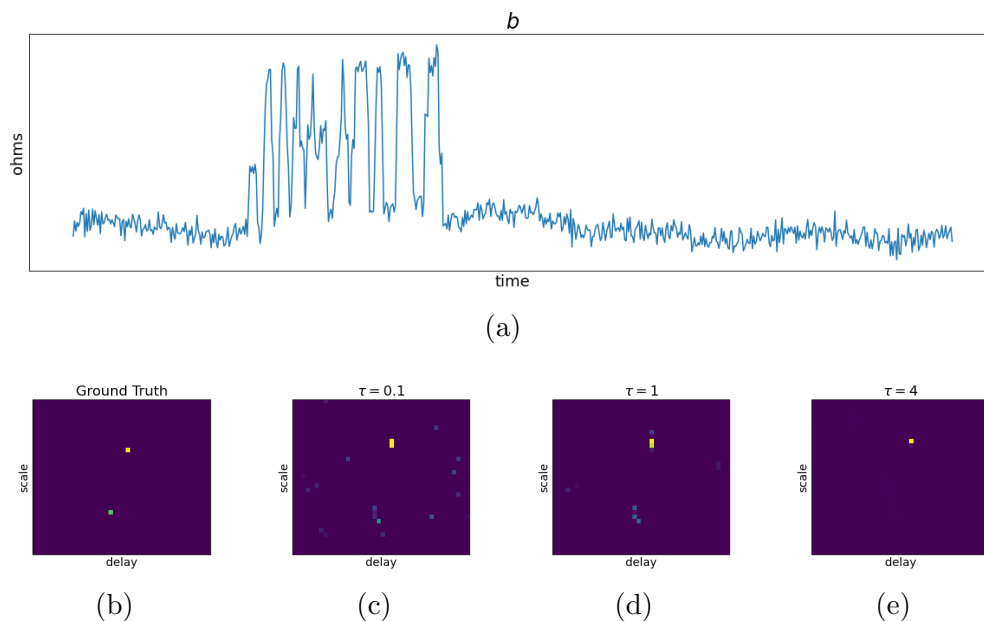 b
ohms
time
(a)
Ground Truth
τ = 0.1
τ = 1
τ = 4
scale
scale
scale
scale
delay
delay
delay
delay
(b)
(c)
(d)
(e)